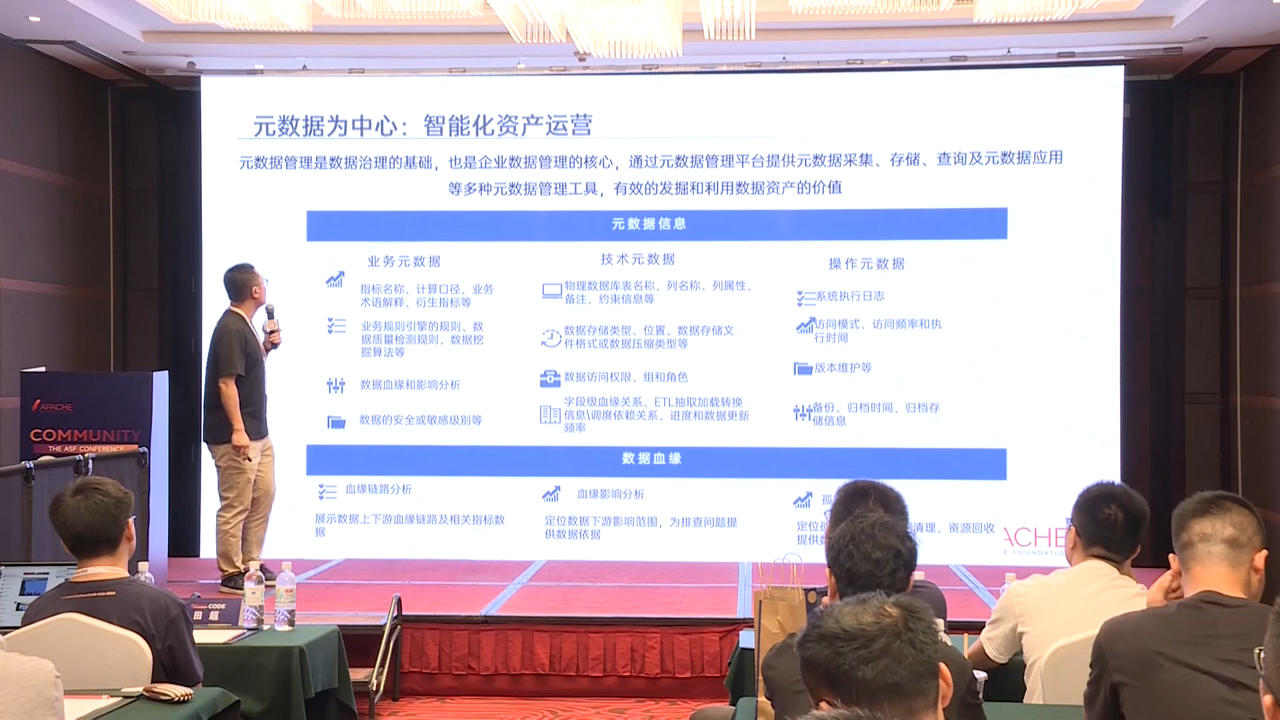 元数据为中心：智能化资产运营
元数据管理是数据治理的基础，也是企业数据管理的核心，通过元数据管理平台提供元数据采集、存储、查询及元数据应用
等多种元数据管理工具，有效的发掘和利用数据资产的价值
元数据信息
业务元数据
指标名称、计算口径、业务
术语解释、衍生指标等
业务规则引擎的规则、数
据质量检测规则、数据挖
掘算法等
数据血缘和影响分析
数据的安全或敏感级别等
技术元数据
物理数据库表名称、列名称、列属性、
备注、约束信息等
数据存储类型、位置、数据存储文
件格式或数据压缩类型等
数据访问权限、组和角色
字段级血缘关系、ETL抽取加载转换
信息\调度依赖关系、进度和数据更新
频率
操作元数据
系统执行日志
访问模式、访问频率和执
行时间
版本维护等
备份、归档时间、归档存
储信息
数据血缘
血缘链路分析
展示数据上下游血缘链路及相关指标数
据
血缘影响分析
定位数据下游影响范围，为排查问题提
供数据依据
孤
定位 清理、资源回收
提供
ACHE
E FOUNDATIO
APACHE
COMMUNITY
THE ASF CONFERENCE
CODE
田超